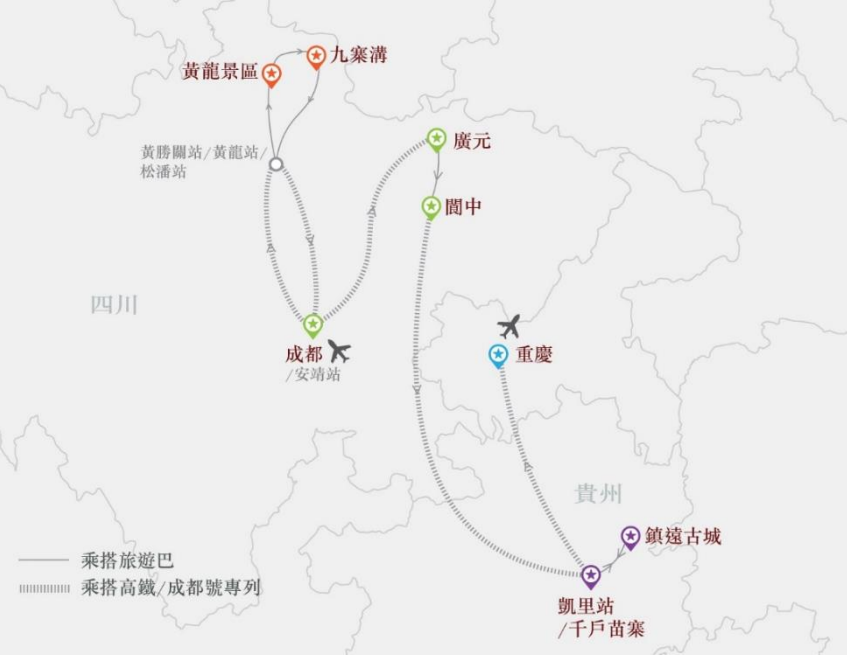 九寨溝
黃龍景區
廣元
黃勝關站/黃龍站/
松潘站
閬中
四川
成都
/安靖站
重慶
貴州
鎮遠古城
乘搭旅遊巴
乘搭高鐵/成都號專列
凱里站
/千戶苗寨